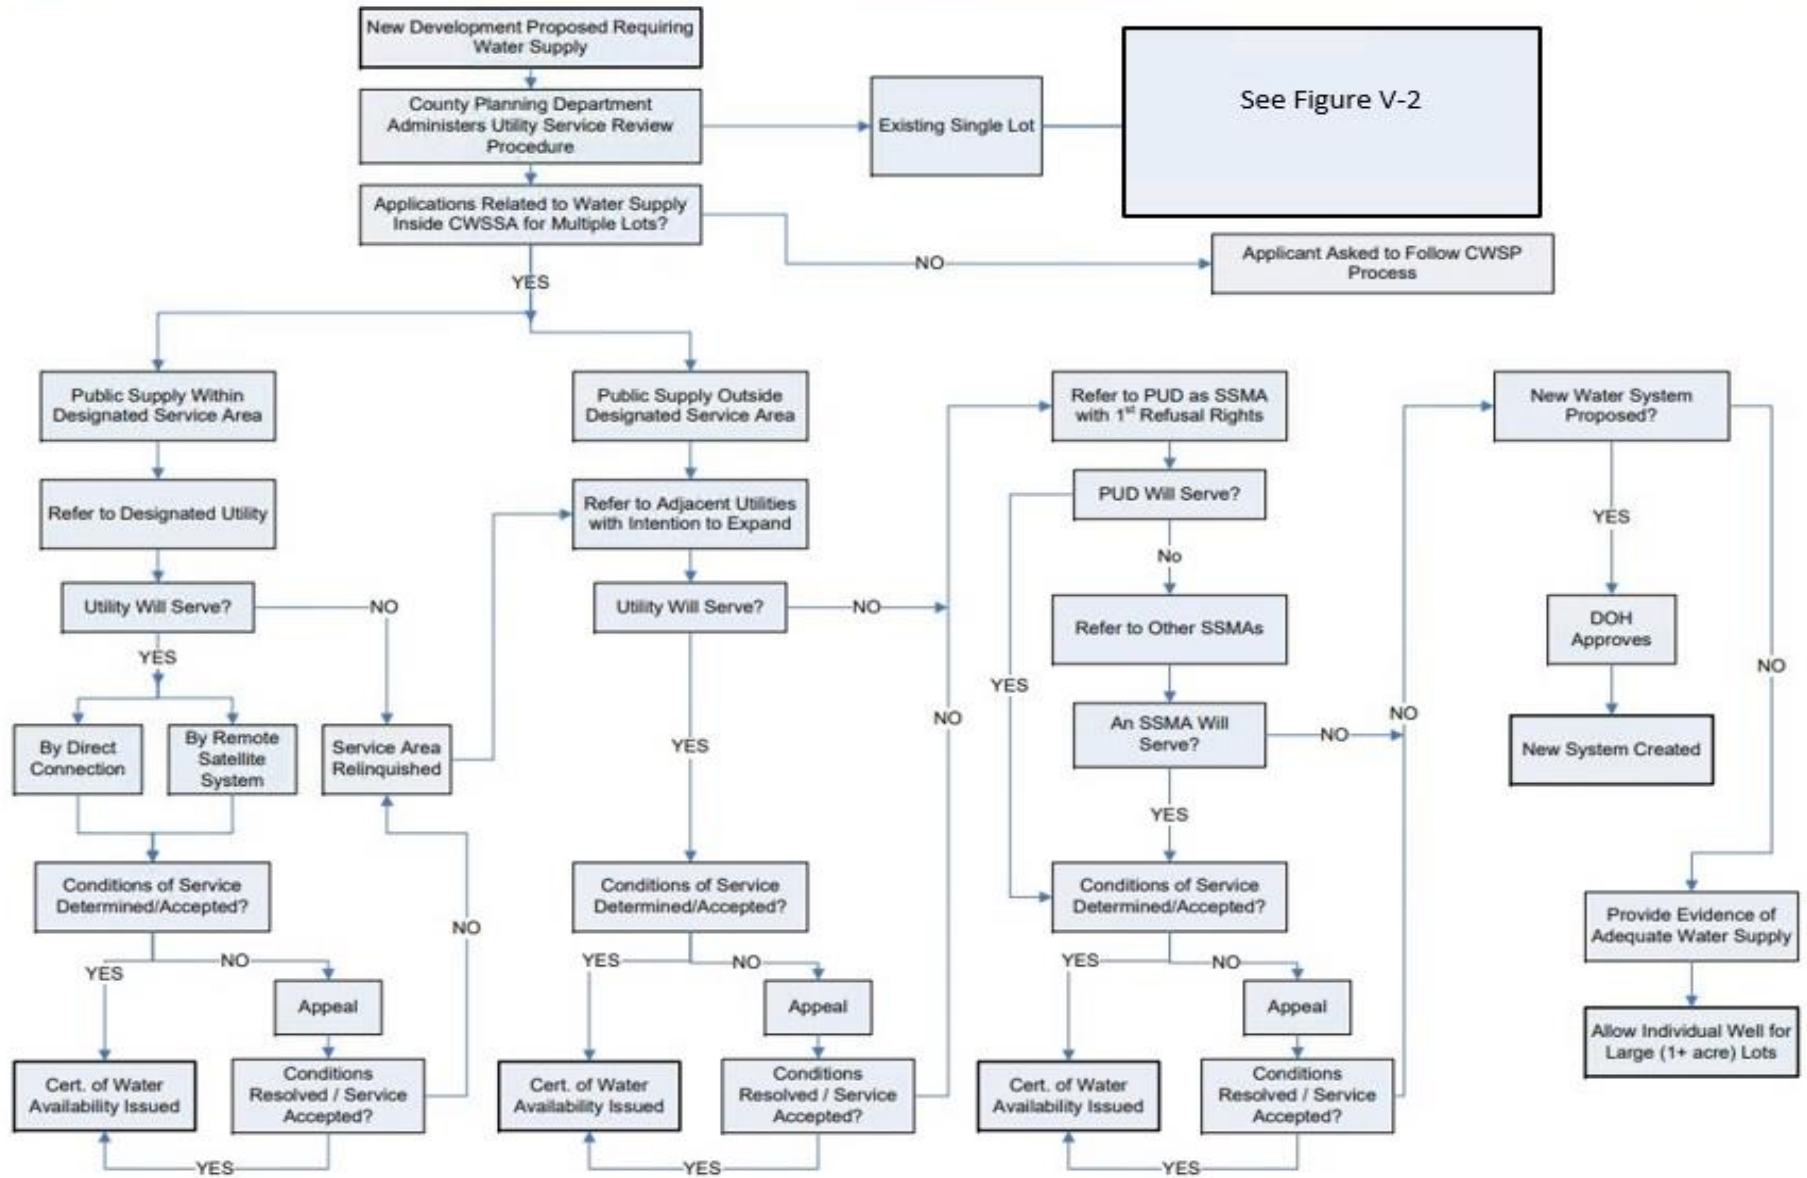 New Development Proposed Requiring
Water Supply
County Planning Department
Administers Utility Service Review
Procedure
Existing Single Lot
See Figure V-2
Applications Related to Water Supply
Inside CWSSA for Multiple Lots?
NO
Applicant Asked to Follow CWSP
Process
YES
Public Supply Within
Designated Service Area
Refer to Designated Utility
Utility Will Serve?
NO
YES
By Direct
Connection
By Remote
Satellite
System
Service Area
Relinquished
Conditions of Service
Determined/Accepted?
NO
YES
NO
Appeal
Cert. of Water
Availability Issued
Conditions
Resolved / Service
Accepted?
YES
Public Supply Outside
Designated Service Area
Refer to Adjacent Utilities
with Intention to Expand
Utility Will Serve?
NO
YES
NO
Conditions of Service
Determined/Accepted?
YES
NO
Appeal
Cert. of Water
Availability Issued
Conditions
Resolved / Service
Accepted?
YES
Refer to PUD as SSMA
with 1st Refusal Rights
PUD Will Serve?
No
YES
Refer to Other SSMAs
An SSMA Will
Serve?
NO
NO
YES
Conditions of Service
Determined/Accepted?
YES
NO
Appeal
Cert. of Water
Availability Issued
Conditions
Resolved / Service
Accepted?
YES
New Water System
Proposed?
YES
NO
DOH
Approves
New System Created
Provide Evidence of
Adequate Water Supply
Allow Individual Well for
Large (1+ acre) Lots